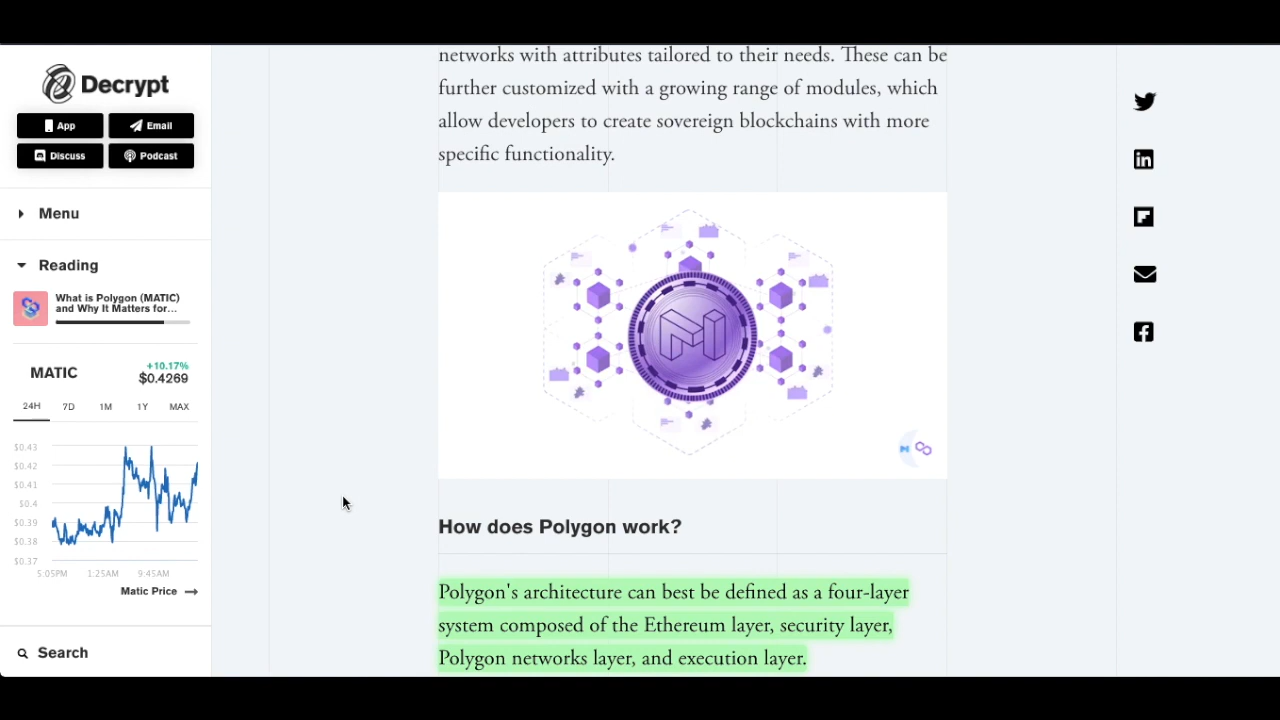 Decrypt
App
Email
Discuss
Podcast
Menu
Reading
What is Polygon (MATIC)
and Why It Matters for...
MATIC
+10.17%
$0.4269
24H
7D
1M
1Y
MAX
$0.43
$0.42
$0.41
$0.4
$0.39
$0.38
$0.37
5:05PM
1:25AM
9:45AM
Matic Price
Search
networks with attributes tailored to their needs. These can be
further customized with a growing range of modules, which
allow developers to create sovereign blockchains with more
specific functionality.
How does Polygon work?
Polygon's architecture can best be defined as a four-layer
system composed of the Ethereum layer, security layer,
Polygon networks layer, and execution layer.